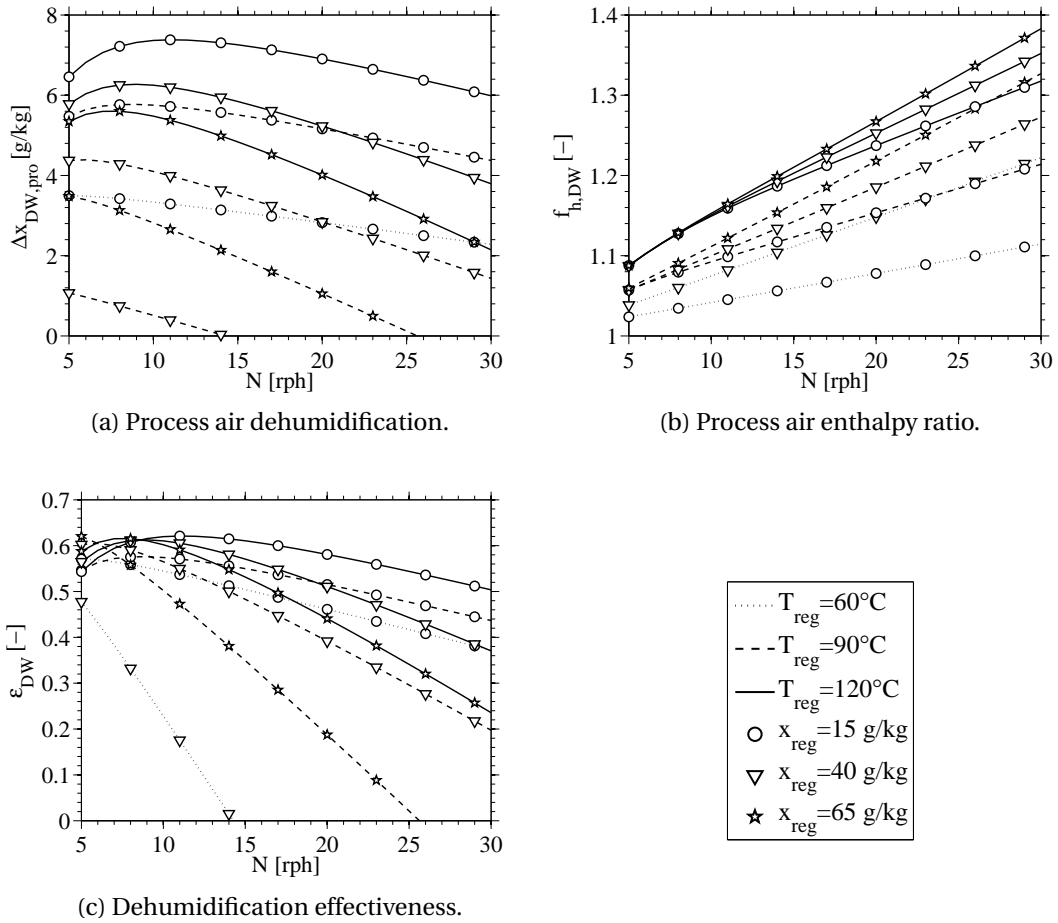 8
6
4
2
0
Δx_DW,pro [g/kg]
5 10 15 20 25 30
N [rph]
(a) Process air dehumidification.
1.4
1.3
1.2
1.1
1
f_h,DW [−]
5 10 15 20 25 30
N [rph]
(b) Process air enthalpy ratio.
0.7
0.6
0.5
0.4
0.3
0.2
0.1
0
ε_DW [−]
5 10 15 20 25 30
N [rph]
(c) Dehumidification effectiveness.
T_reg=60°C
T_reg=90°C
T_reg=120°C
x_reg=15 g/kg
x_reg=40 g/kg
x_reg=65 g/kg